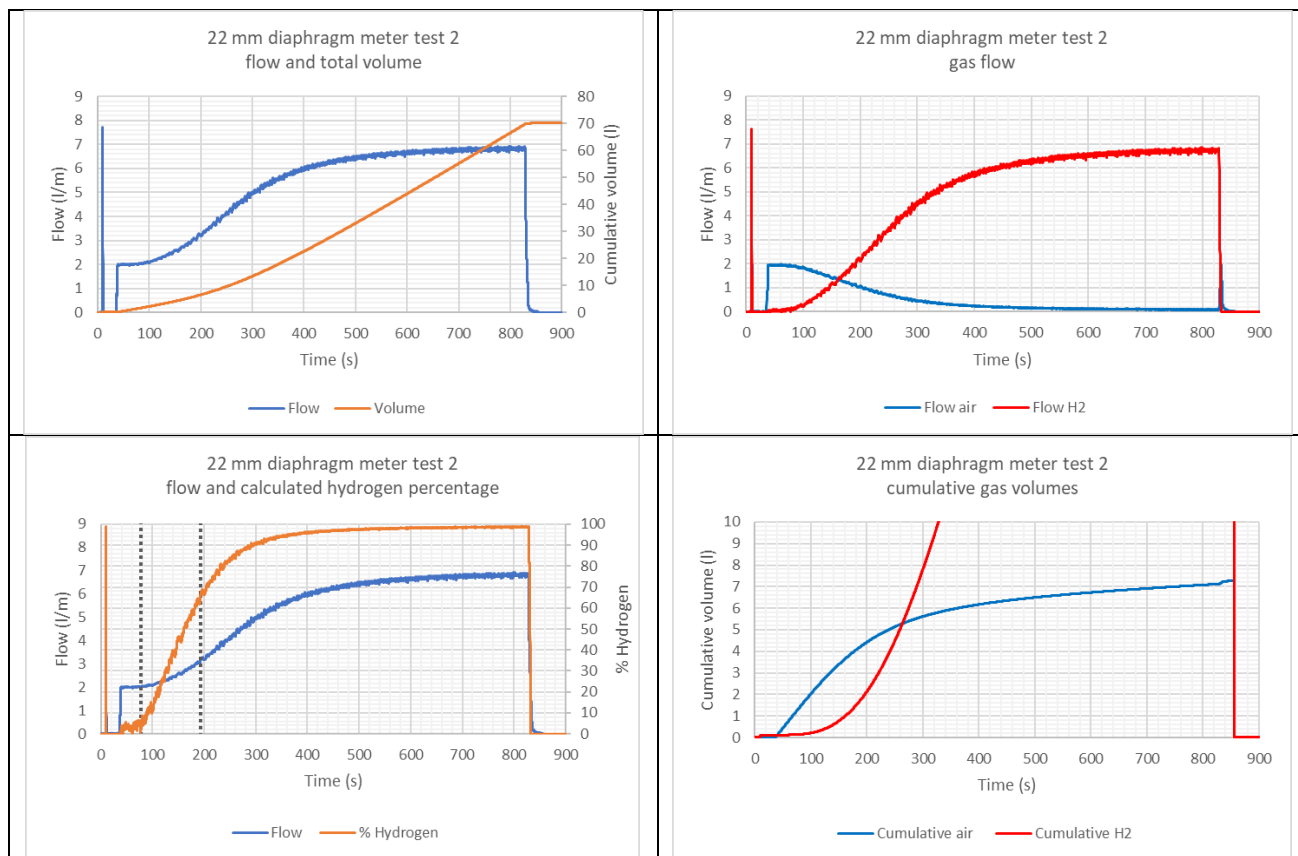 22 mm diaphragm meter test 2
flow and total volume
9
8
7
6
5
4
3
2
1
0
Flow (l/m)
80
70
60
50
40
30
20
10
0
Cumulative volume (l)
0 100 200 300 400 500 600 700 800 900
Time (s)
Flow Volume
22 mm diaphragm meter test 2
gas flow
9
8
7
6
5
4
3
2
1
0
Flow (l/m)
0 100 200 300 400 500 600 700 800 900
Time (s)
Flow air Flow H2
22 mm diaphragm meter test 2
flow and calculated hydrogen percentage
9
8
7
6
5
4
3
2
1
0
Flow (l/m)
100
90
80
70
60
50
40
30
20
10
0
% Hydrogen
0 100 200 300 400 500 600 700 800 900
Time (s)
Flow % Hydrogen
22 mm diaphragm meter test 2
cumulative gas volumes
10
9
8
7
6
5
4
3
2
1
0
Cumulative volume (l)
0 100 200 300 400 500 600 700 800 900
Time (s)
Cumulative air Cumulative H2